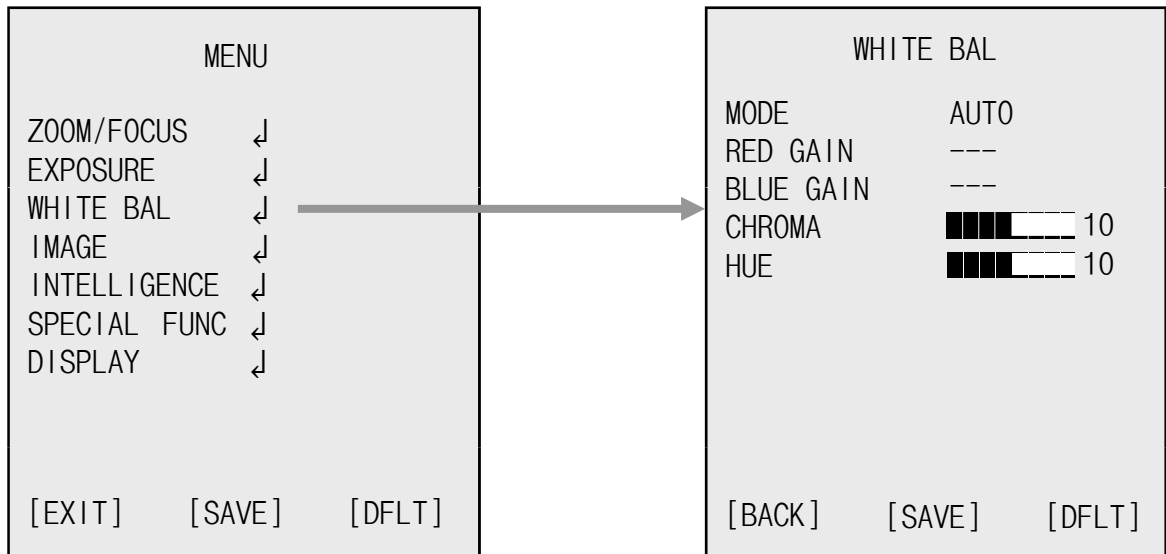 MENU
ZOOM/FOCUS ↲
EXPOSURE ↲
WHITE BAL ↲
IMAGE ↲
INTELLIGENCE ↲
SPECIAL FUNC ↲
DISPLAY ↲
[EXIT] [SAVE] [DFLT]
WHITE BAL
MODE AUTO
RED GAIN ---
BLUE GAIN ---
CHROMA 10
HUE 10
[BACK] [SAVE] [DFLT]